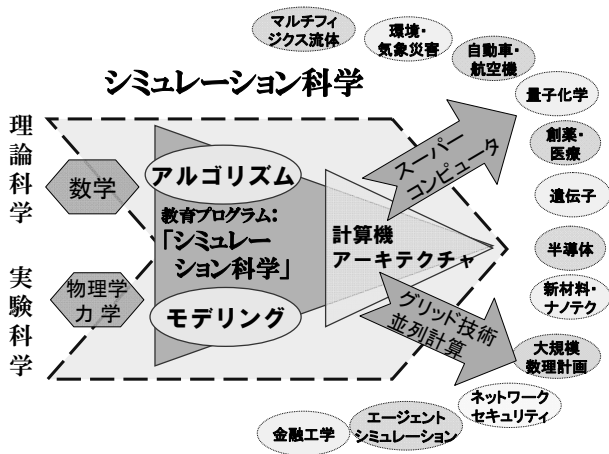 マルチフィ
ジクス流体
環境・
気象災害
自動車・
航空機
シミュレーション科学
量子化学
理論科学
スーパー
コンピュータ
創薬・
医療
数学
アルゴリズム
遺伝子
教育プログラム：
「シミュレー
ション科学」
計算機
アーキテクチャ
半導体
実験科学
物理学
力学
モデリング
グリッド技術
並列計算
新材料・
ナノテク
大規模
数理計画
ネットワーク
セキュリティ
エージェント
シミュレーション
金融工学